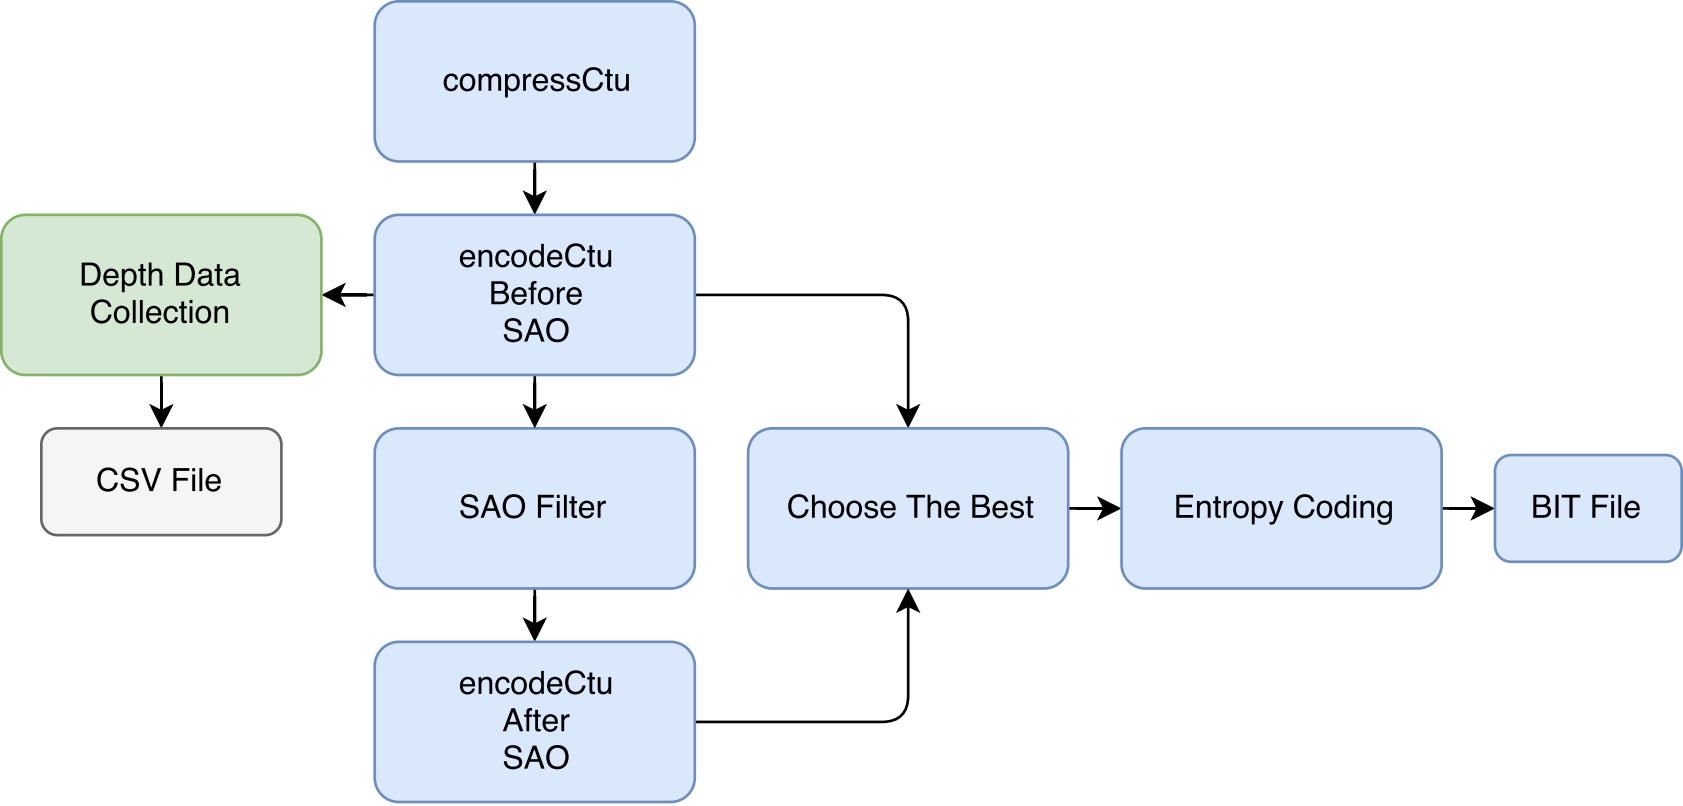 compressCtu
Depth Data
Collection
encodeCtu
Before
SAO
CSV File
SAO Filter
Choose The Best
Entropy Coding
BIT File
encodeCtu
After
SAO